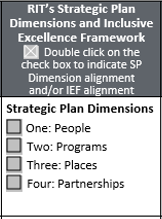 RIT's Strategic Plan
Dimensions and Inclusive
Excellence Framework
Double click on the
check box to indicate SP
Dimension alignment
and/or IEF alignment
Strategic Plan Dimensions
One: People
Two: Programs
Three: Places
Four: Partnerships